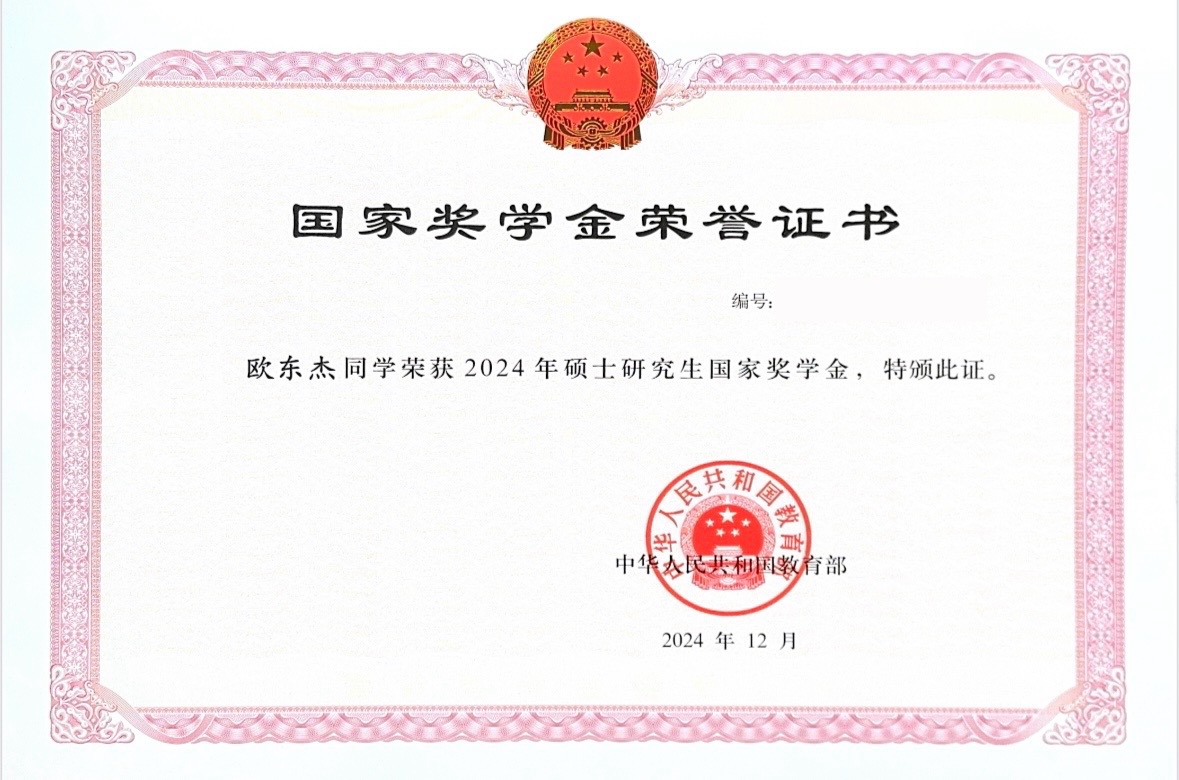 国家奖学金荣誉证书
编号:
欧东杰同学荣获 2024 年硕士研究生国家奖学金，特颁此证。
中华人民共和国教育部
中华人民共和国教育部
2024 年 12 月